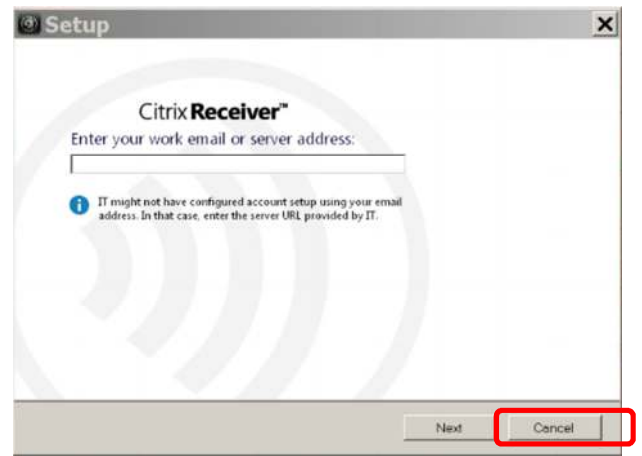 Setup
Citrix Receiver™
Enter your work email or server address:
IT might not have configured account setup using your email
address. In that case, enter the server URL provided by IT.
Next Cancel